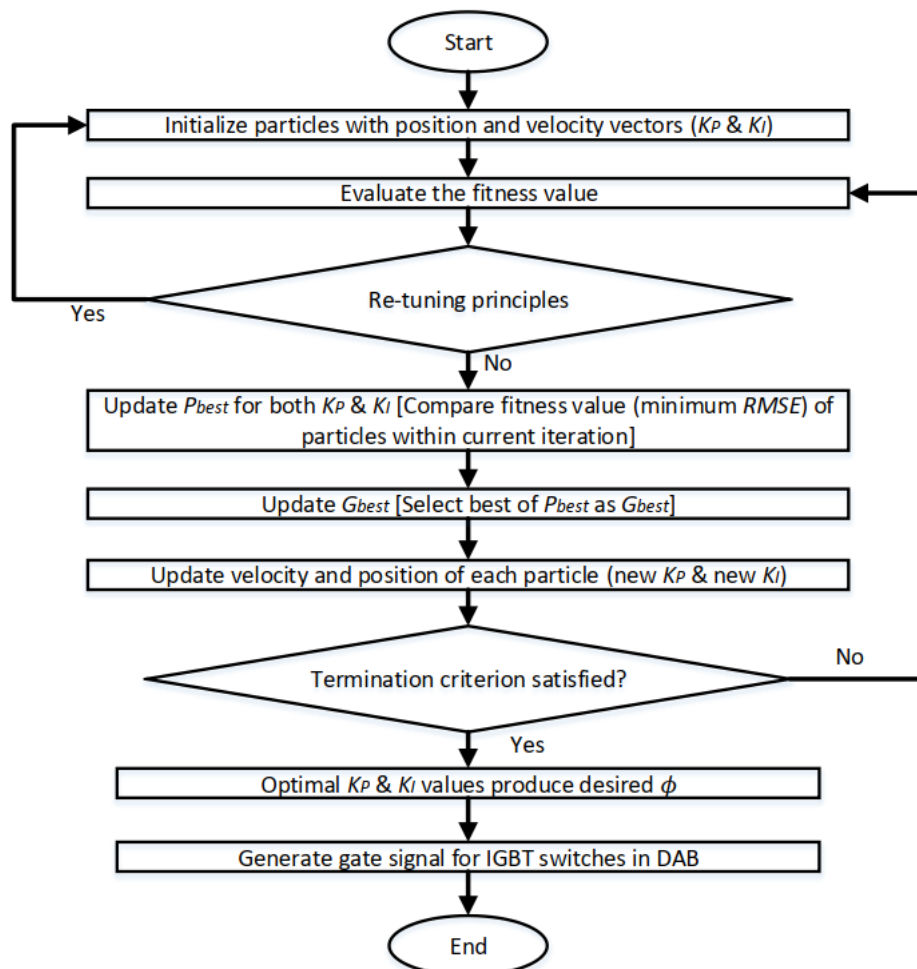 Start
Initialize particles with position and velocity vectors (KP & KI)
Evaluate the fitness value
Re-tuning principles
Yes
No
Update Pbest for both KP & KI [Compare fitness value (minimum RMSE) of
particles within current iteration]
Update Gbest [Select best of Pbest as Gbest]
Update velocity and position of each particle (new KP & new KI)
Termination criterion satisfied?
No
Yes
Optimal KP & KI values produce desired ϕ
Generate gate signal for IGBT switches in DAB
End